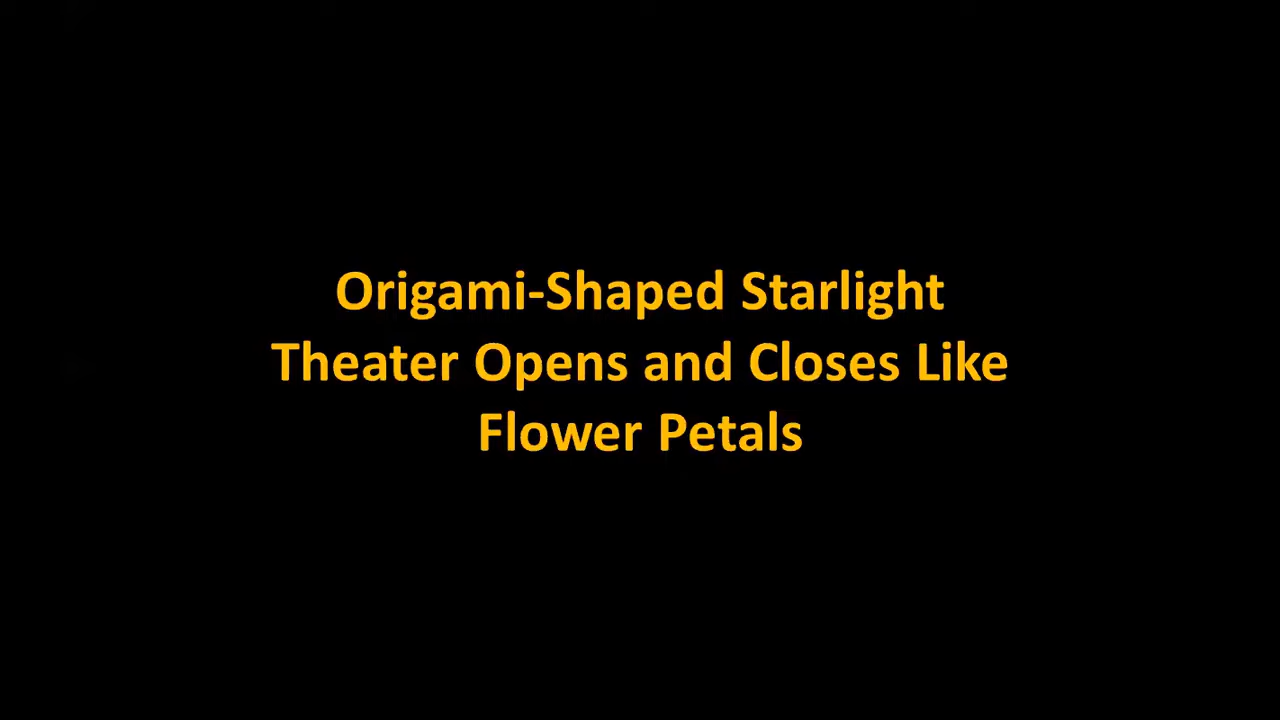 Origami-Shaped Starlight
Theater Opens and Closes Like
Flower Petals